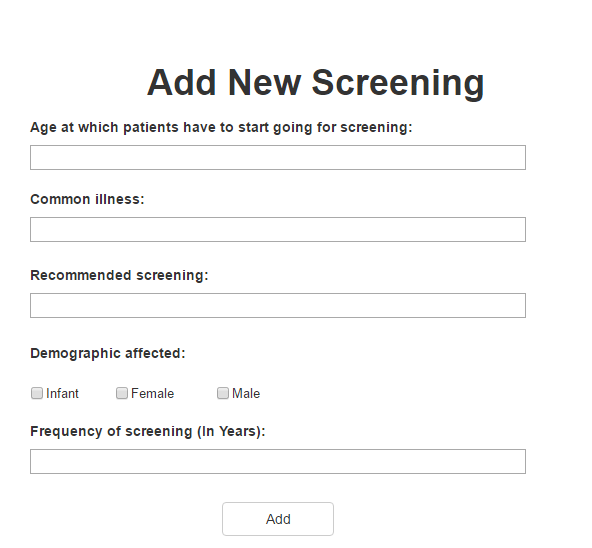 Add New Screening
Age at which patients have to start going for screening:
Common illness:
Recommended screening:
Demographic affected:
Infant Female Male
Frequency of screening (In Years):
Add